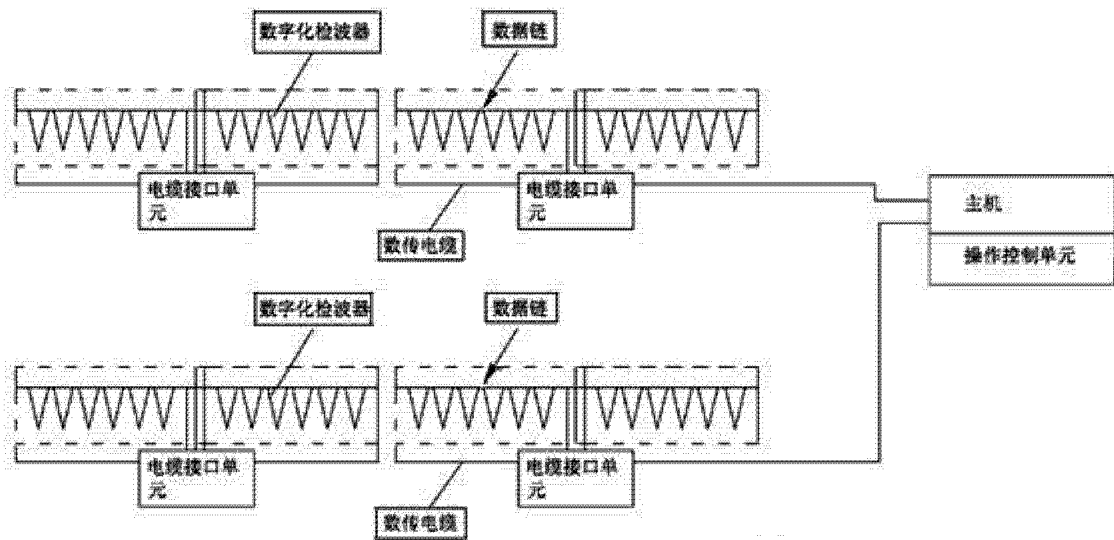 数字化检波器
数据链
电缆接口单
元
电缆接口单
元
数传电缆
主机
操作控制单元
数字化检波器
数据链
电缆接口单
元
电缆接口单
元
数传电缆